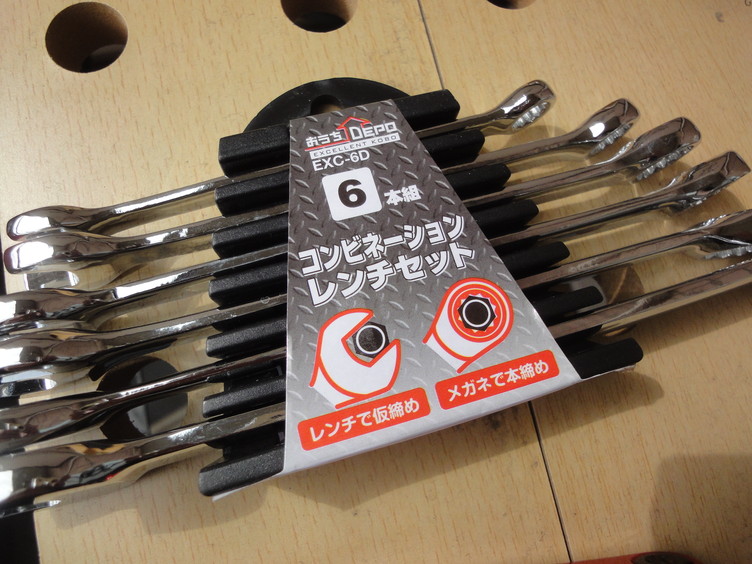 おうちDEPO
EXCELLENT KOBO
EXC-6D
6本組
コンビネーション
レンチセット
レンチで仮締め
メガネで本締め